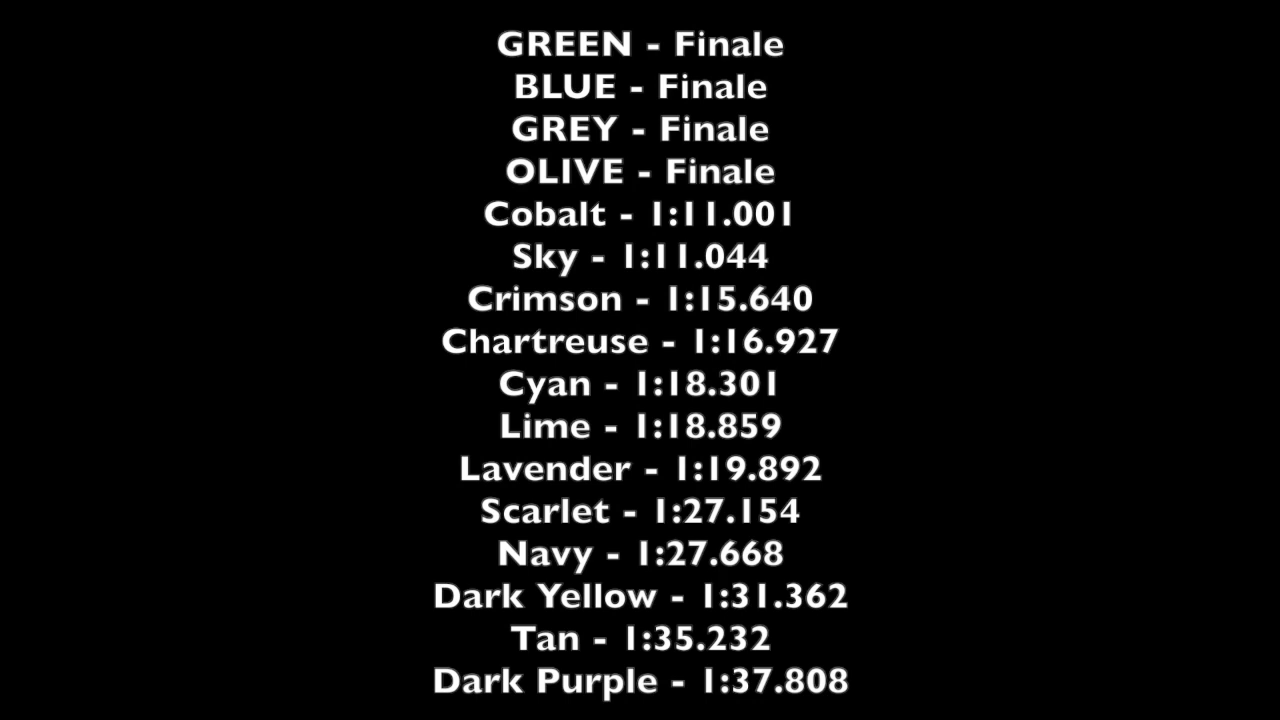 GREEN - Finale
BLUE - Finale
GREY - Finale
OLIVE - Finale
Cobalt - 1:11.001
Sky - 1:11.044
Crimson - 1:15.640
Chartreuse - 1:16.927
Cyan - 1:18.301
Lime - 1:18.859
Lavender - 1:19.892
Scarlet - 1:27.154
Navy - 1:27.668
Dark Yellow - 1:31.362
Tan - 1:35.232
Dark Purple - 1:37.808